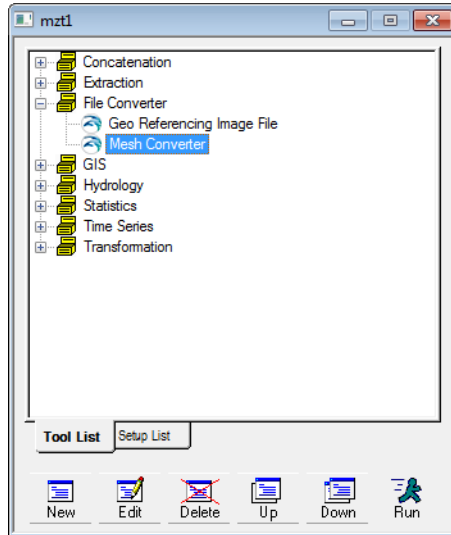 mzt1
Concatenation
Extraction
File Converter
Geo Referencing Image File
Mesh Converter
GIS
Hydrology
Statistics
Time Series
Transformation
Tool List Setup List
New Edit Delete Up Down Run